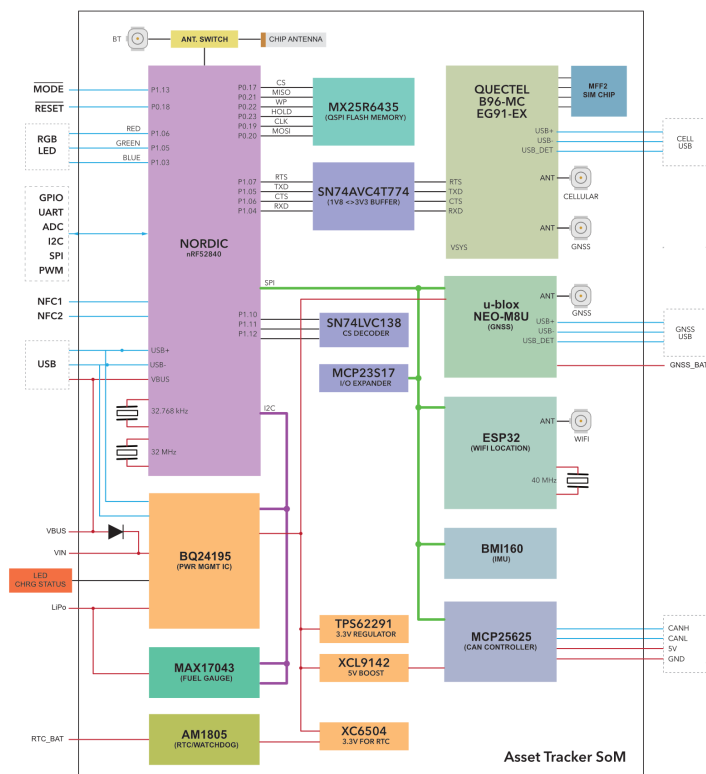 BT
ANT. SWITCH
CHIP ANTENNA
MODE
RESET
RGB
LED
RED
GREEN
BLUE
GPIO
UART
ADC
I2C
SPI
PWM
NFC1
NFC2
USB
P1.13
P0.18
P1.06
P1.05
P1.03
USB+
USB-
VBUS
32.768 kHz
32 MHz
NORDIC
nRF52840
P0.17
P0.21
P0.22
P0.23
P0.19
P0.20
CS
MISO
WP
HOLD
CLK
MOSI
MX25R6435
(QSPI FLASH MEMORY)
P1.07
P1.05
P1.06
P1.04
RTS
TXD
CTS
RXD
SN74AVC4T774
(1V8 <>3V3 BUFFER)
QUECTEL
B96-MC
EG91-EX
MFF2
SIM CHIP
USB+
USB-
USB_DET
CELL
USB
RTS
TXD
CTS
RXD
ANT
CELLULAR
ANT
GNSS
VSYS
SPI
P1.10
P1.11
P1.12
SN74LVC138
CS DECODER
MCP23S17
I/O EXPANDER
I2C
u-blox
NEO-M8U
(GNSS)
ANT
GNSS
USB+
USB-
USB_DET
GNSS
USB
GNSS_BAT
ESP32
(WIFI LOCATION)
ANT
WIFI
40 MHz
BMI160
(IMU)
VBUS
VIN
LED
CHRG STATUS
LiPo
BQ24195
(PWR MGMT IC)
TPS62291
3.3V REGULATOR
XCL9142
5V BOOST
MCP25625
(CAN CONTROLLER)
CANH
CANL
5V
GND
MAX17043
(FUEL GAUGE)
RTC_BAT
AM1805
(RTC/WATCHDOG)
XC6504
3.3V FOR RTC
Asset Tracker SoM